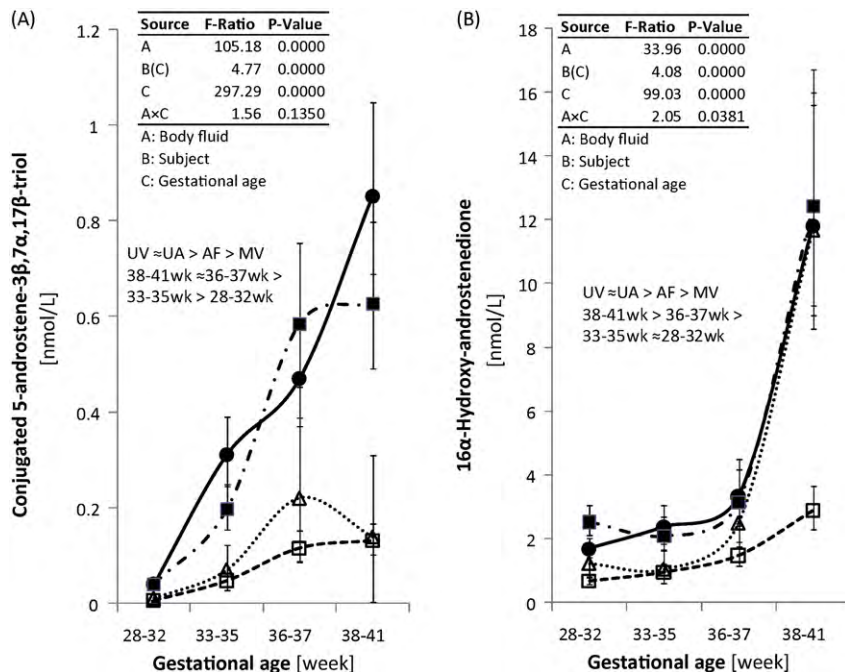 (A)
Source F-Ratio P-Value
A 105.18 0.0000
B(C) 4.77 0.0000
C 297.29 0.0000
A×C 1.56 0.1350
A: Body fluid
B: Subject
C: Gestational age
UV ≈UA > AF > MV
38-41wk ≈36-37wk >
33-35wk > 28-32wk
Conjugated 5-androstene-3β,7α,17β-triol
[nmol/L]
1.2
1
0.8
0.6
0.4
0.2
0
28-32 33-35 36-37 38-41
Gestational age [week]
(B)
Source F-Ratio P-Value
A 33.96 0.0000
B(C) 4.08 0.0000
C 99.03 0.0000
A×C 2.05 0.0381
A: Body fluid
B: Subject
C: Gestational age
UV ≈UA > AF > MV
38-41wk > 36-37wk >
33-35wk ≈28-32wk
16α-Hydroxy-androstenedione
[nmol/L]
18
16
14
12
10
8
6
4
2
0
28-32 33-35 36-37 38-41
Gestational age [week]